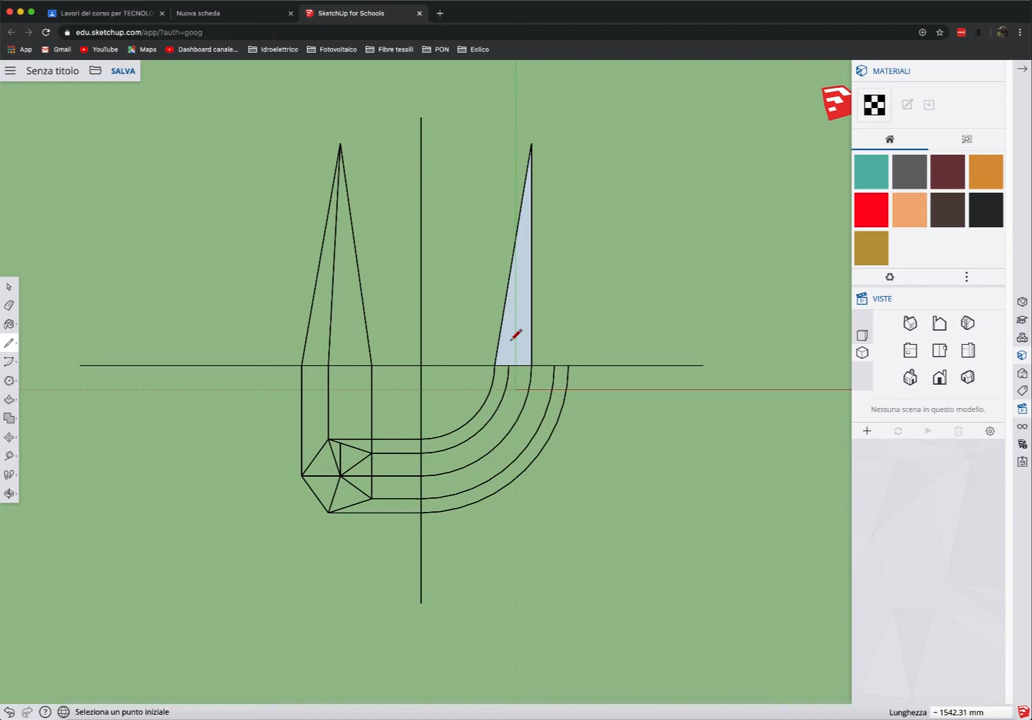 Lavori del corso per TECNOLO
Nuova scheda
SketchUp for Schools
edu.sketchup.com/app/?auth=goog
App
Gmail
YouTube
Maps
Dashboard canale...
Idroelettrico
Fotovoltaico
Fibre tessili
PON
Eolico
Senza titolo
SALVA
MATERIALI
VISTE
Nessuna scena in questo modello.
Seleziona un punto iniziale
Lunghezza
~ 1542.31 mm